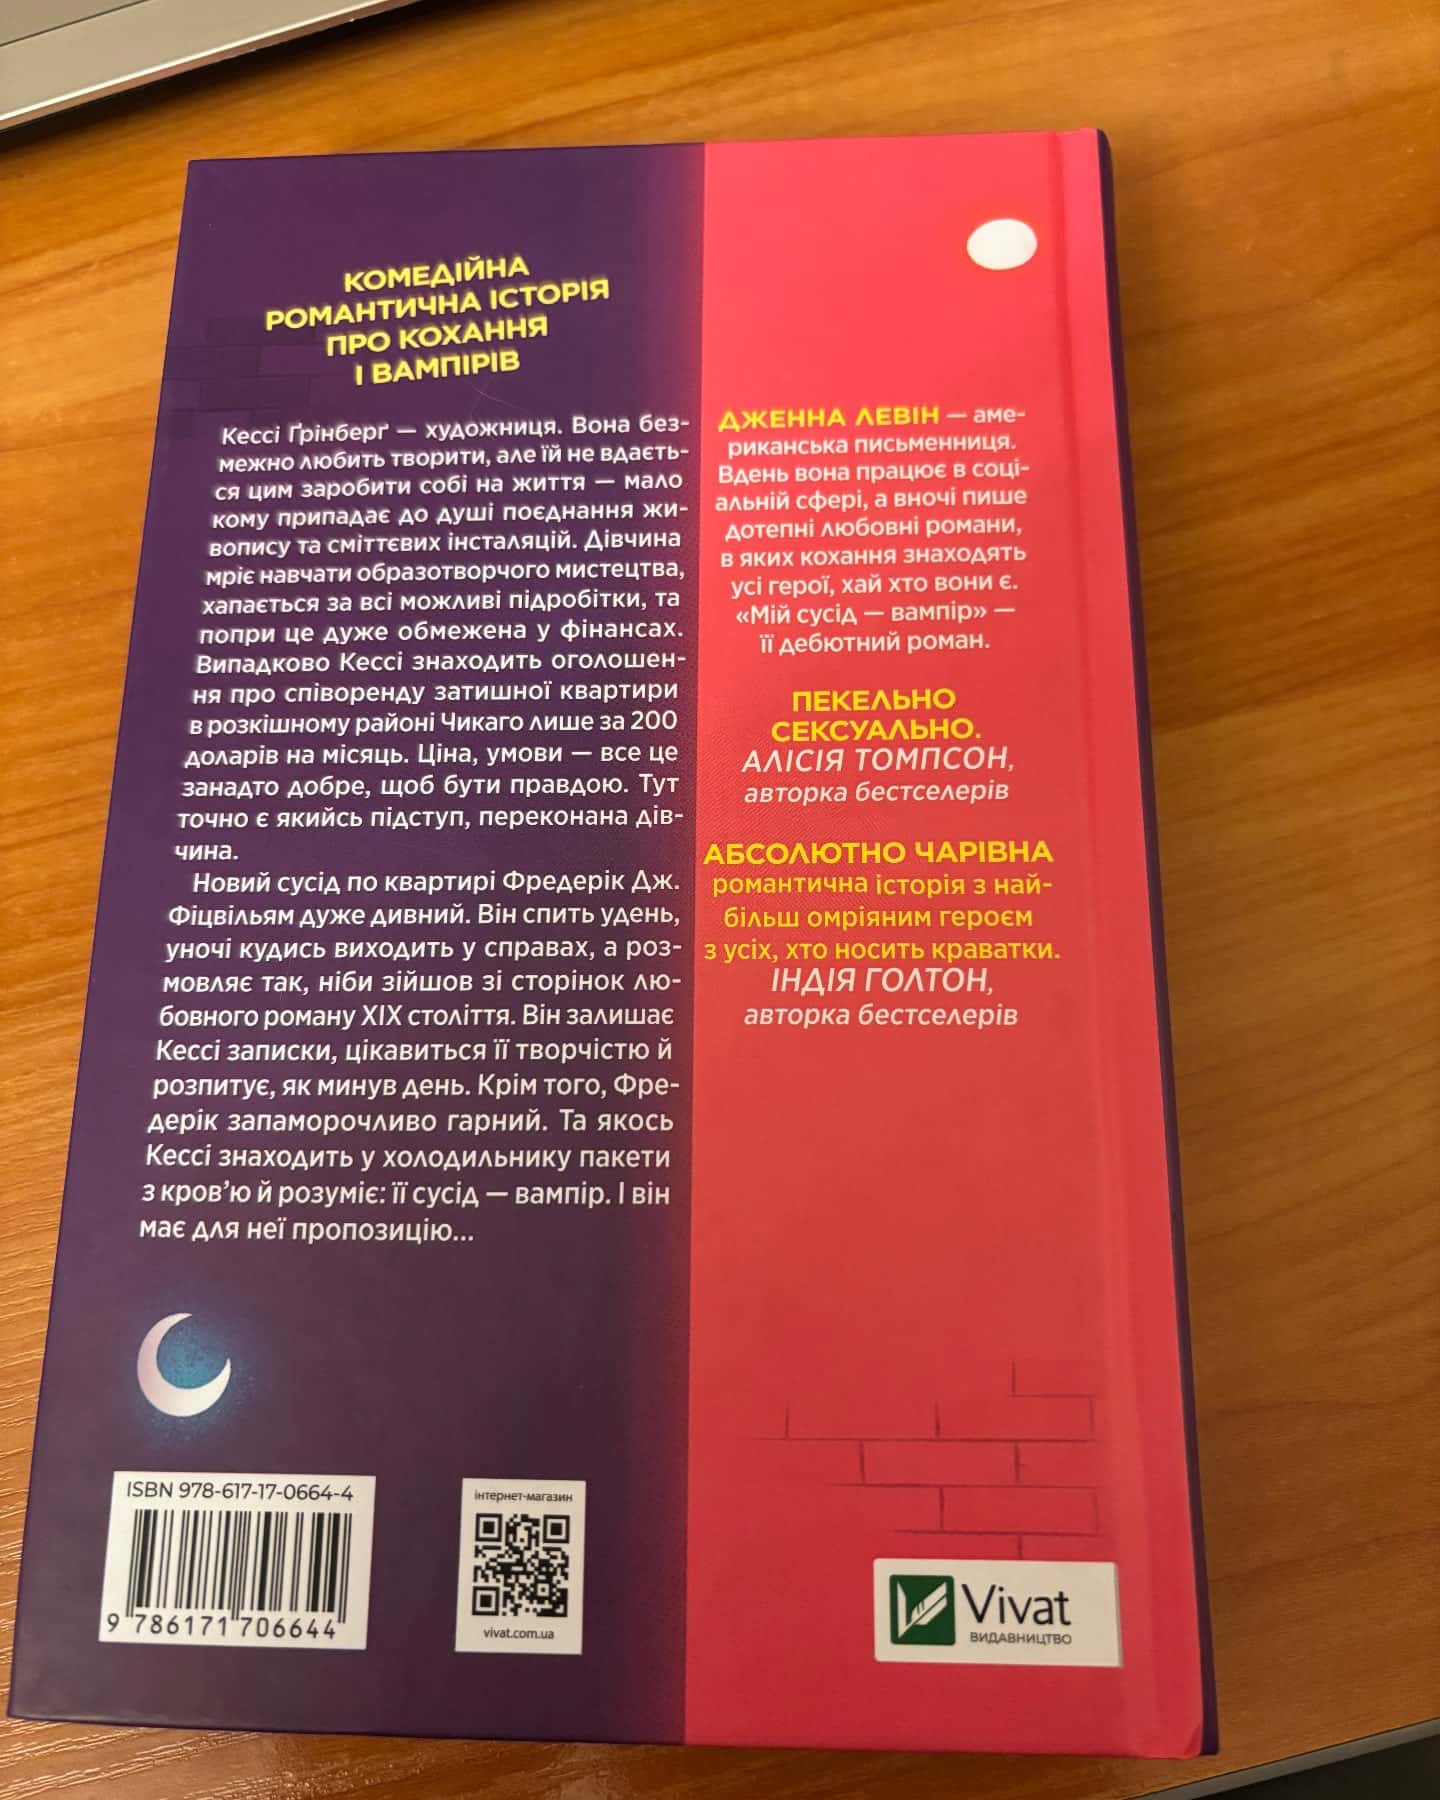 КОМЕДІЙНА
РОМАНТИЧНА ІСТОРІЯ
ПРО КОХАННЯ
І ВАМПІРІВ
Кессі Ґрінберґ — художниця. Вона без-
межно любить творити, але їй не вдаєть-
ся цим заробити собі на життя — мало
кому припадає до душі поєднання жи-
вопису та сміттєвих інсталяцій. Дівчина
мріє навчати образотворчого мистецтва,
хапається за всі можливі підробітки, та
попри це дуже обмежена у фінансах.
Випадково Кессі знаходить оголошен-
ня про співоренду затишної квартири
в розкішному районі Чикаго лише за 200
доларів на місяць. Ціна, умови — все це
занадто добре, щоб бути правдою. Тут
точно є якийсь підступ, переконана дів-
чина.
Новий сусід по квартирі Фредерік Дж.
Фіцвільям дуже дивний. Він спить удень,
уночі кудись виходить у справах, а роз-
мовляє так, ніби зійшов зі сторінок лю-
бовного роману XIX століття. Він залишає
Кессі записки, цікавиться її творчістю й
розпитує, як минув день. Крім того, Фре-
дерік запаморочливо гарний. Та якось
Кессі знаходить у холодильнику пакети
з кров’ю й розуміє: її сусід — вампір. І він
має для неї пропозицію...
ДЖЕННА ЛЕВІН — аме-
риканська письменниця.
Вдень вона працює в соці-
альній сфері, а вночі пише
дотепні любовні романи,
в яких кохання знаходять
усі герої, хай хто вони є.
«Мій сусід — вампір» —
її дебютний роман.
ПЕКЕЛЬНО
СЕКСУАЛЬНО.
АЛІСІЯ ТОМПСОН,
авторка бестселерів
АБСОЛЮТНО ЧАРІВНА
романтична історія з най-
більш омріяним героєм
з усіх, хто носить краватки.
ІНДІЯ ГОЛТОН,
авторка бестселерів
ISBN 978-617-17-0664-4
9 786171 706644
інтернет-магазин
vivat.com.ua
Vivat
ВИДАВНИЦТВО